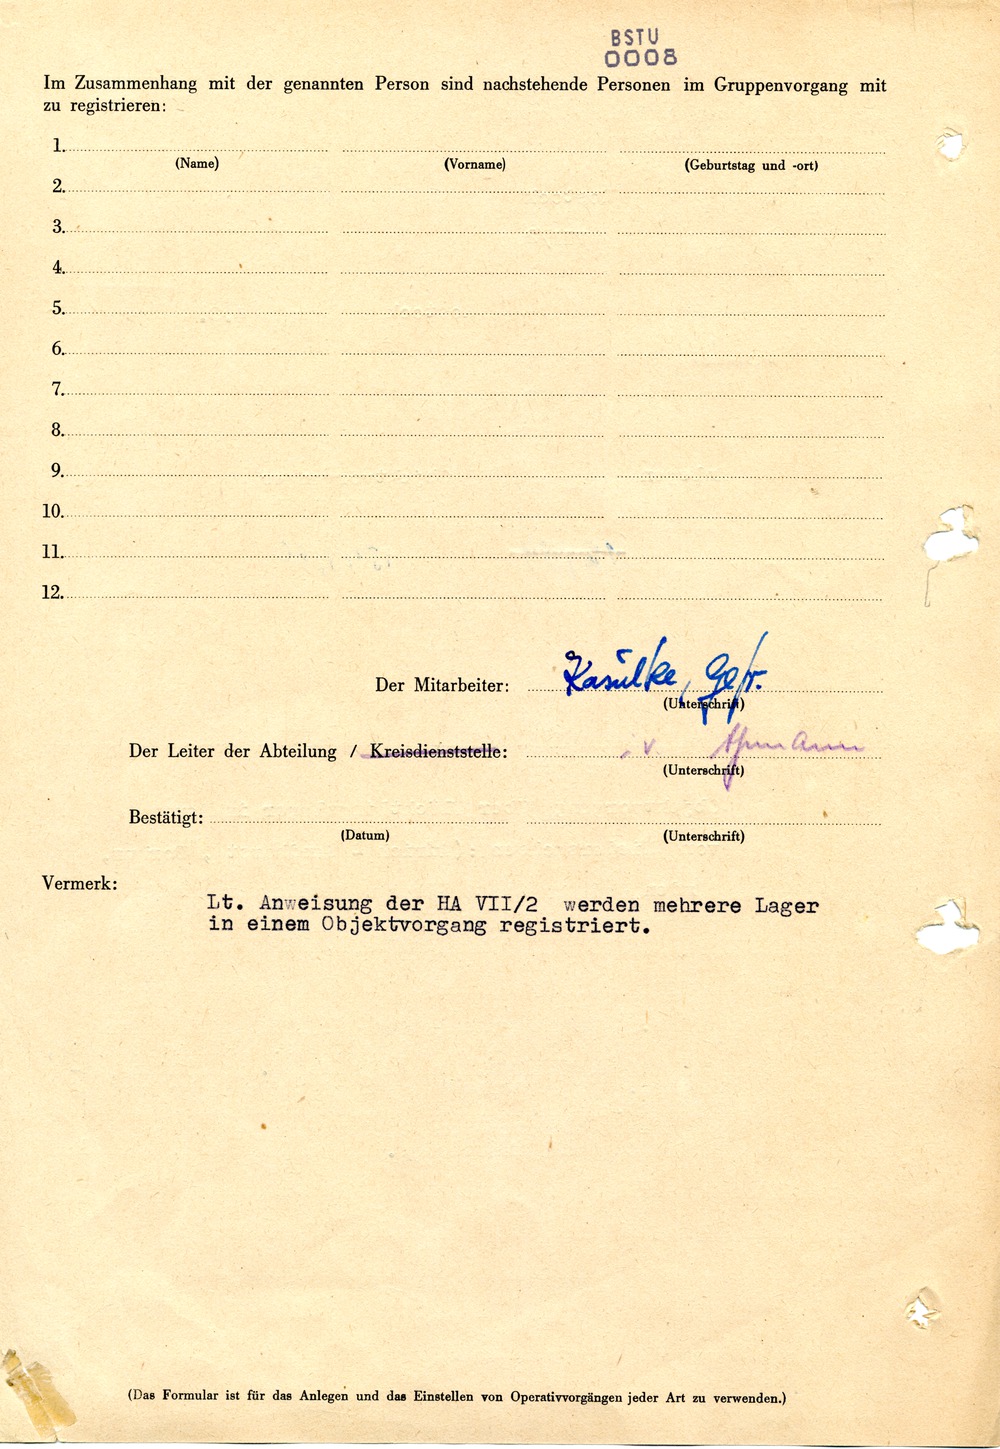 BSTU
0008
Im Zusammenhang mit der genannten Person sind nachstehende Personen im Gruppenvorgang mit
zu registrieren:
1.
(Name) (Vorname) (Geburtstag und -ort)
2.
3.
4.
5.
6.
7.
8.
9.
10.
11.
12.
Der Mitarbeiter: Kasulke, Gefr.
(Unterschrift)
Der Leiter der Abteilung / Kreisdienststelle: i. V.
(Unterschrift)
Bestätigt:
(Datum) (Unterschrift)
Vermerk:
Lt. Anweisung der HA VII/2 werden mehrere Lager
in einem Objektvorgang registriert.
(Das Formular ist für das Anlegen und das Einstellen von Operativvorgängen jeder Art zu verwenden.)